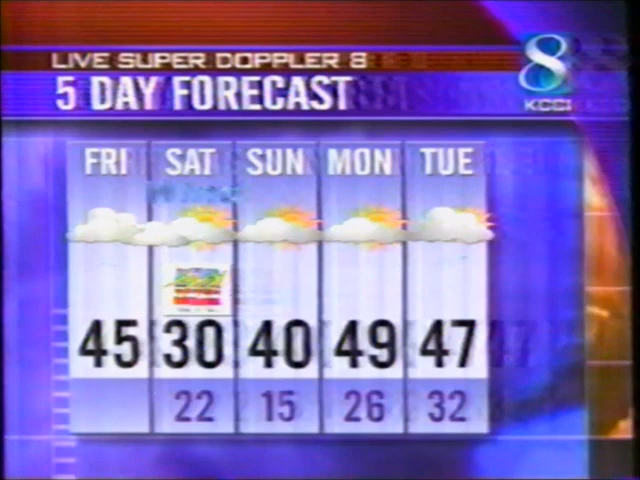 LIVE SUPER DOPPLER 8
5 DAY FORECAST
8
KCCI
FRI SAT SUN MON TUE
45 30 40 49 47
22 15 26 32